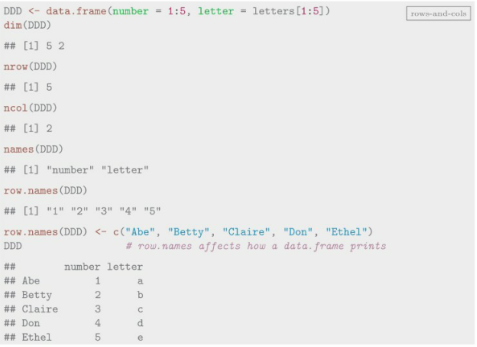 DDD <- data.frame(number = 1:5, letter = letters[1:5])
rows-and-cols
dim(DDD)
## [1] 5 2
nrow(DDD)
## [1] 5
ncol(DDD)
## [1] 2
names(DDD)
## [1] "number" "letter"
row.names(DDD)
## [1] "1" "2" "3" "4" "5"
row.names(DDD) <- c("Abe", "Betty", "Claire", "Don", "Ethel")
DDD # row.names affects how a data.frame prints
## number letter
## Abe 1 a
## Betty 2 b
## Claire 3 c
## Don 4 d
## Ethel 5 e